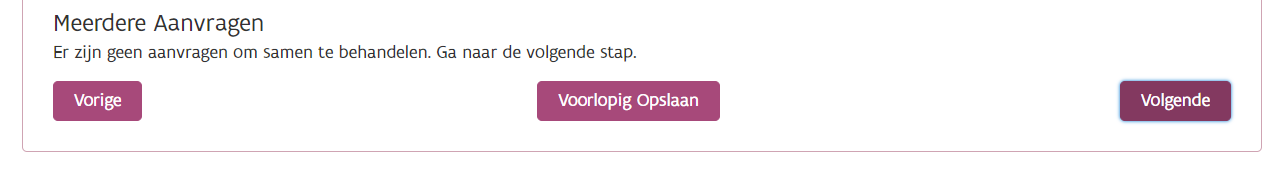 Meerdere Aanvragen
Er zijn geen aanvragen om samen te behandelen. Ga naar de volgende stap.
Vorige
Voorlopig Opslaan
Volgende